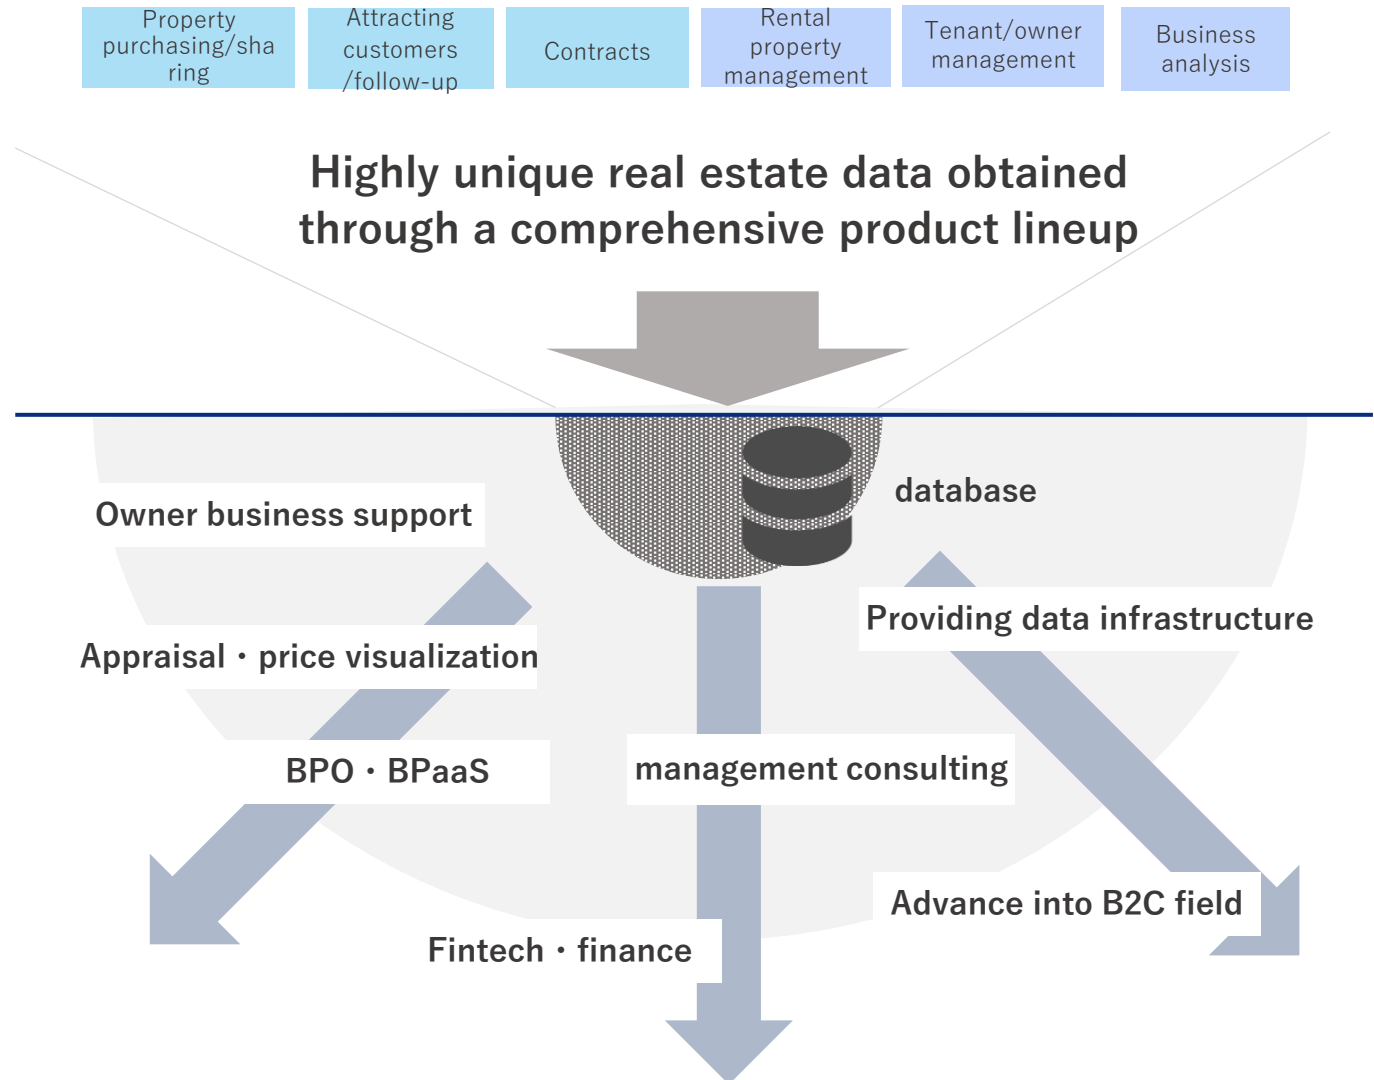 Property
purchasing/sha
ring
Attracting
customers
/follow-up
Contracts
Rental
property
management
Tenant/owner
management
Business
analysis
Highly unique real estate data obtained
through a comprehensive product lineup
database
Owner business support
Providing data infrastructure
Appraisal・price visualization
BPO・BPaaS
management consulting
Advance into B2C field
Fintech・finance